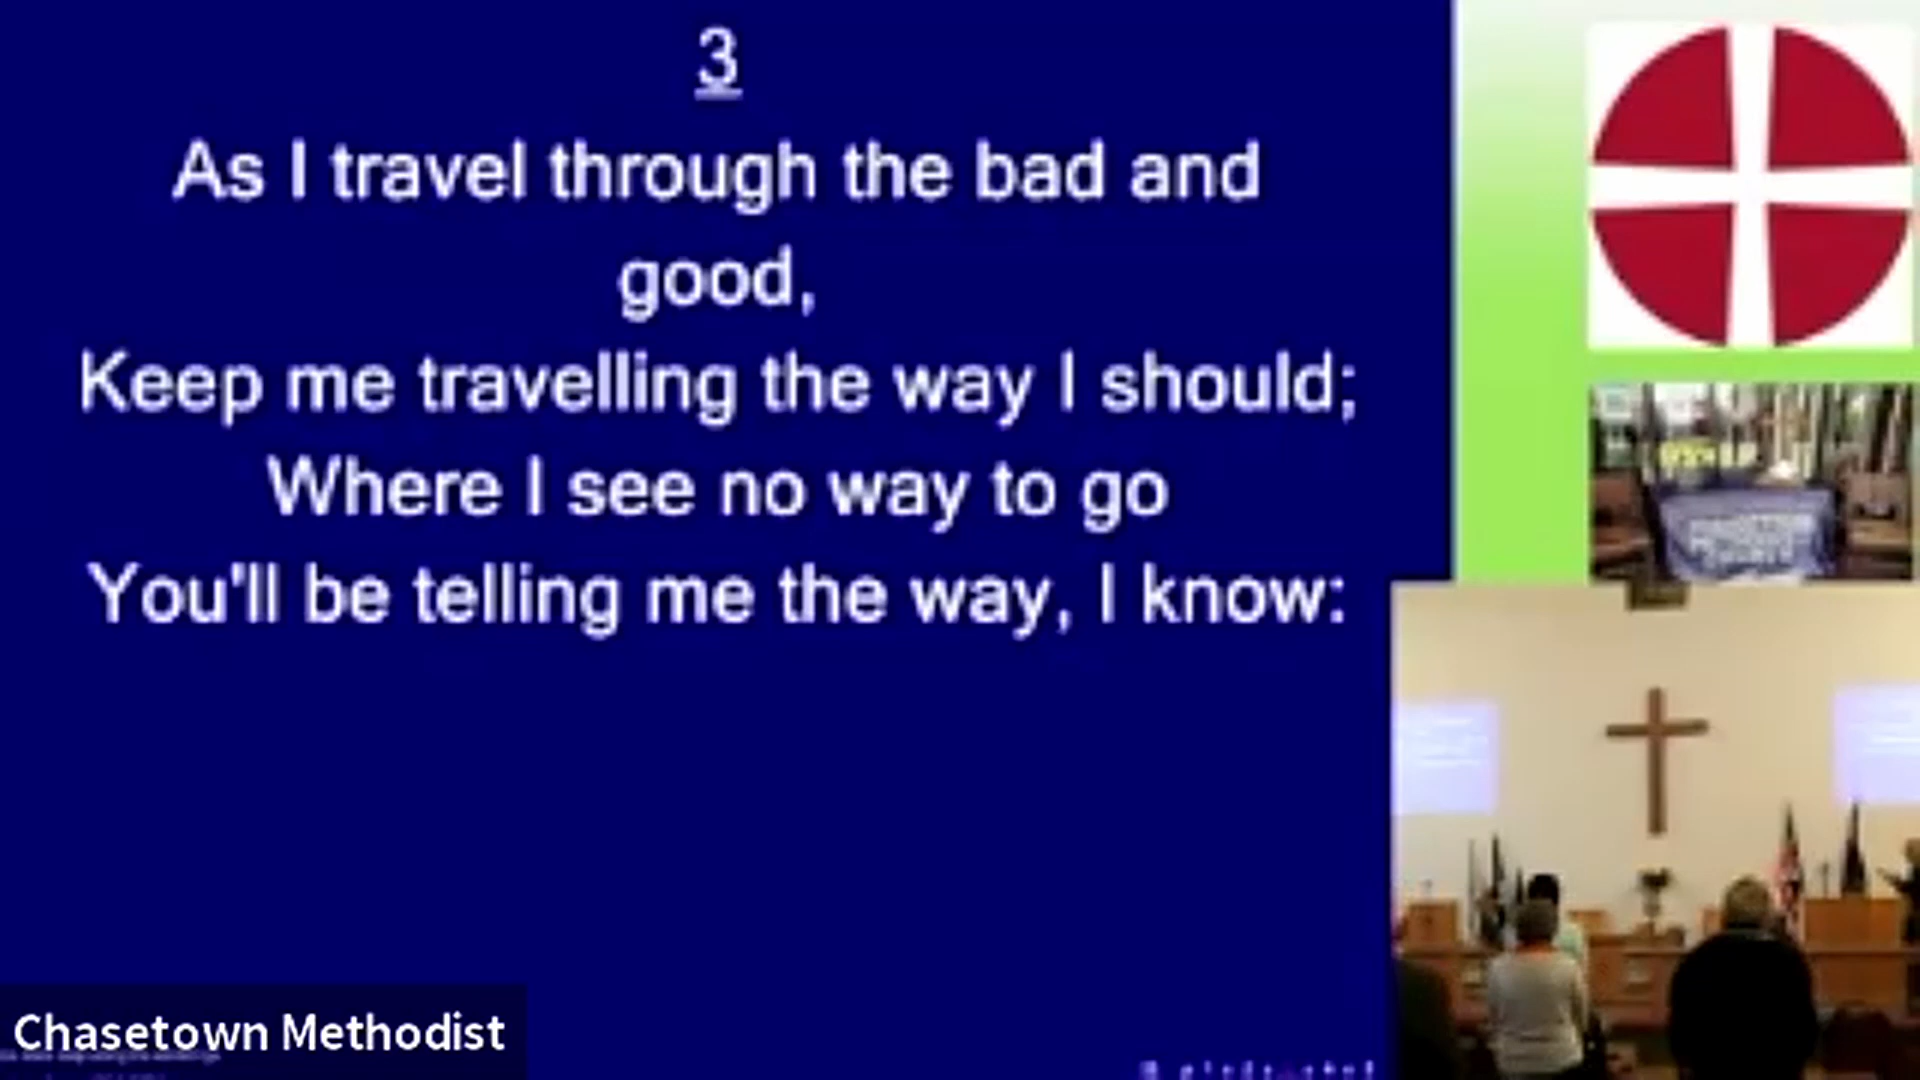 3
As I travel through the bad and
good,
Keep me travelling the way I should;
Where I see no way to go
You'll be telling me the way, I know:
Chasetown Methodist